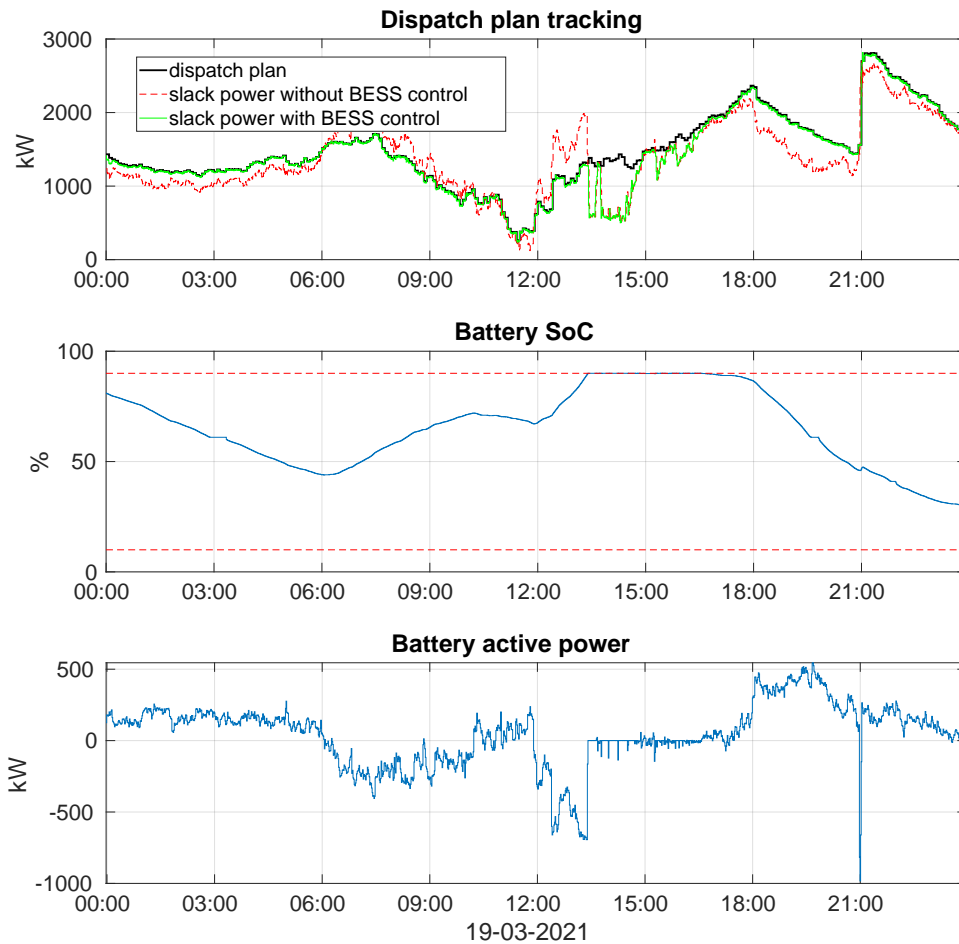 Dispatch plan tracking
3000
2000
1000
0
kW
dispatch plan
slack power without BESS control
slack power with BESS control
00:00 03:00 06:00 09:00 12:00 15:00 18:00 21:00
Battery SoC
100
50
0
%
00:00 03:00 06:00 09:00 12:00 15:00 18:00 21:00
Battery active power
500
0
-500
-1000
kW
00:00 03:00 06:00 09:00 12:00 15:00 18:00 21:00
19-03-2021